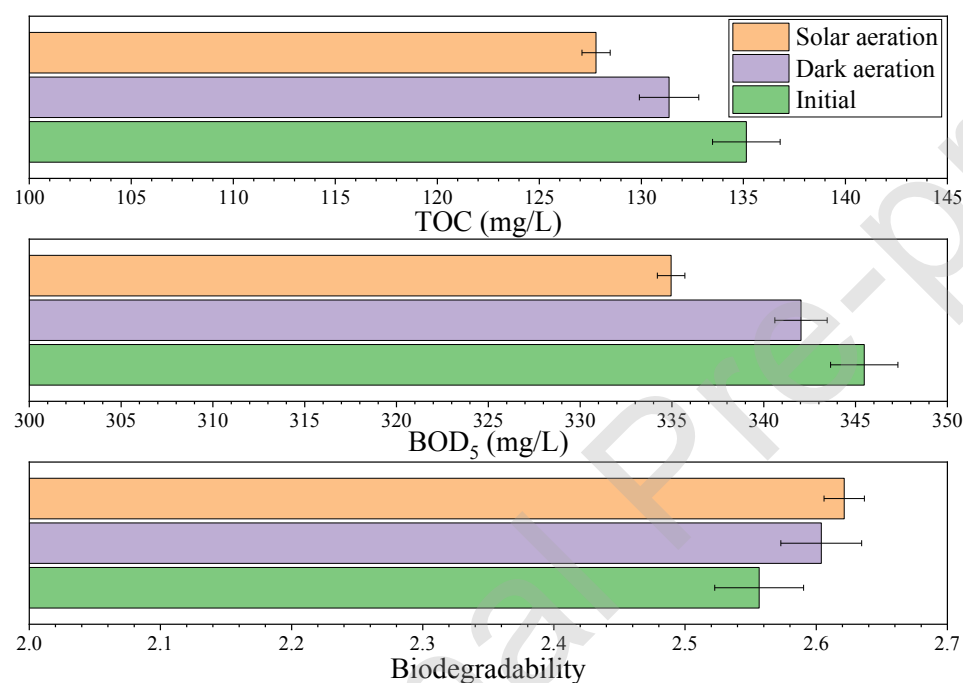 Solar aeration
Dark aeration
Initial
100 105 110 115 120 125 130 135 140 145
TOC (mg/L)
300 305 310 315 320 325 330 335 340 345 350
BOD₅ (mg/L)
2.0 2.1 2.2 2.3 2.4 2.5 2.6 2.7
Biodegradability
nal Pre-p